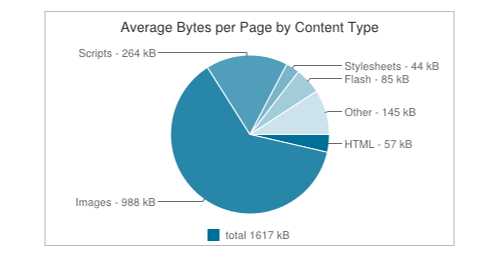 Average Bytes per Page by Content Type
Scripts - 264 kB
Stylesheets - 44 kB
Flash - 85 kB
Other - 145 kB
HTML - 57 kB
Images - 988 kB
total 1617 kB